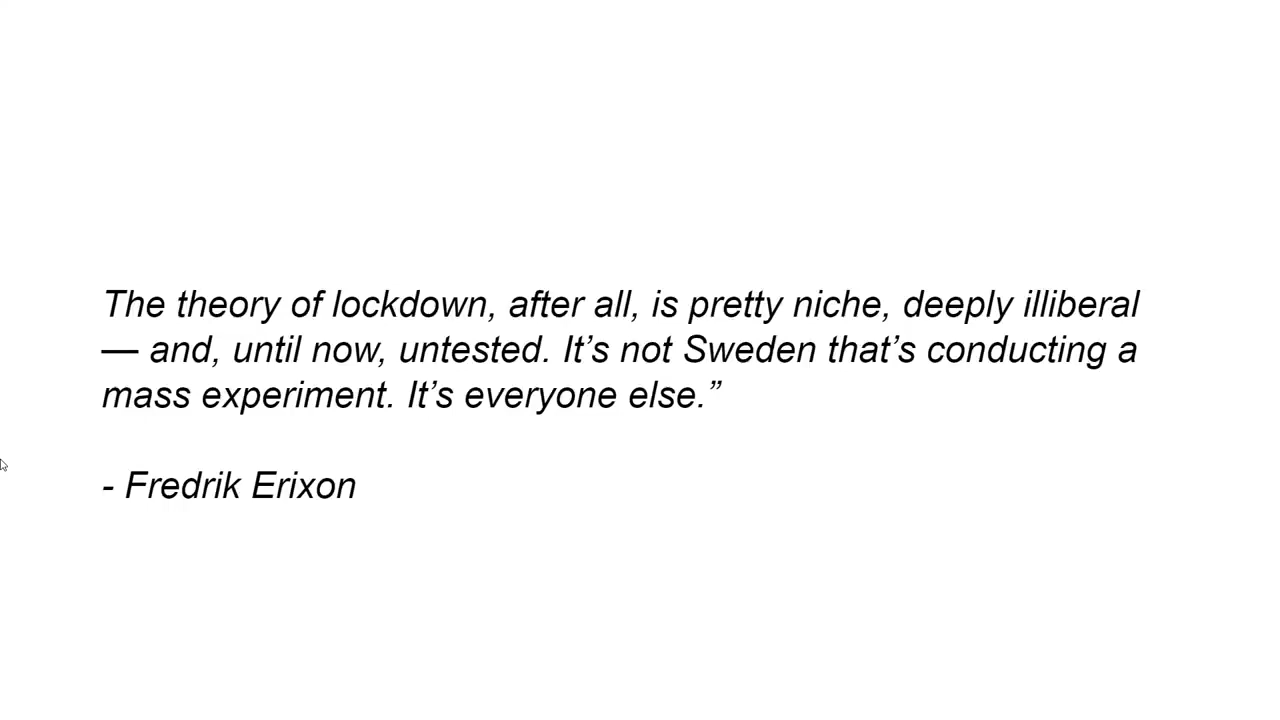 The theory of lockdown, after all, is pretty niche, deeply illiberal
— and, until now, untested. It’s not Sweden that’s conducting a
mass experiment. It’s everyone else.”
- Fredrik Erixon